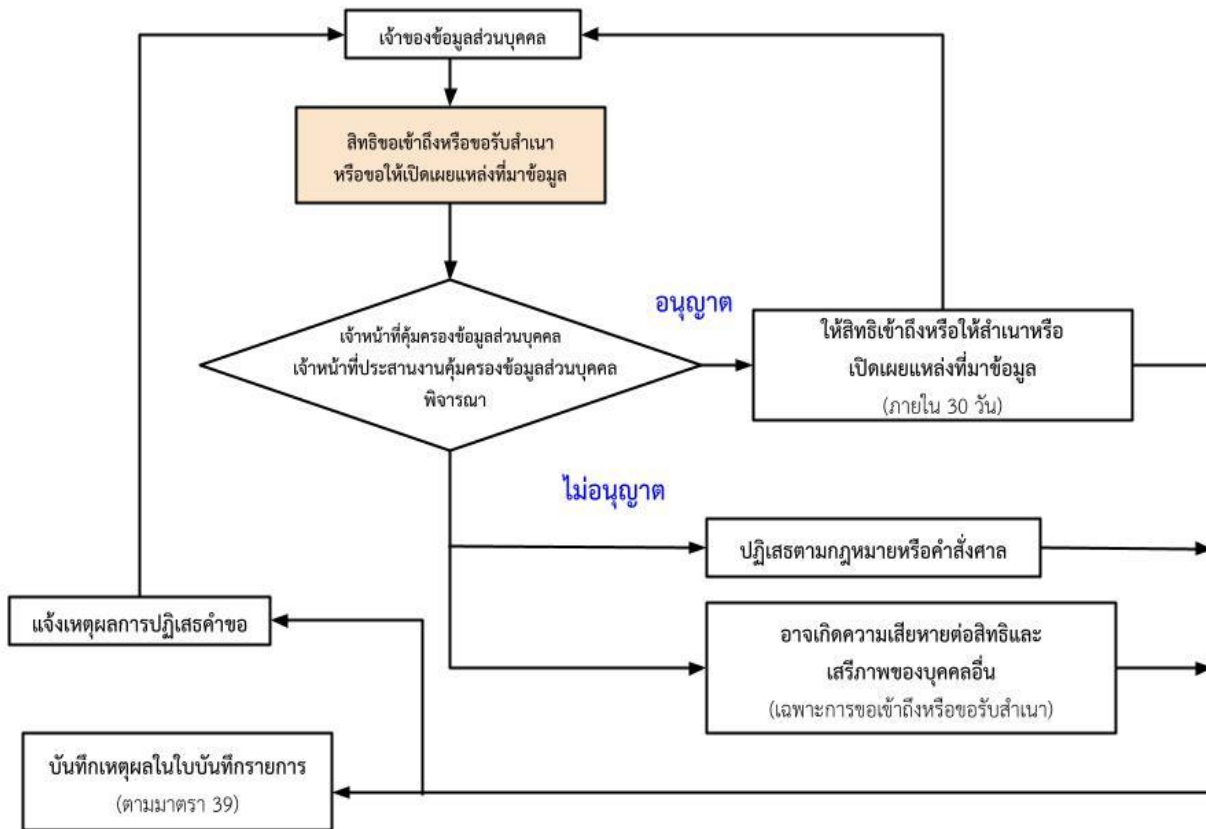 เจ้าของข้อมูลส่วนบุคคล
สิทธิขอเข้าถึงหรือขอรับสำเนา
หรือขอให้เปิดเผยแหล่งที่มาข้อมูล
อนุญาต
เจ้าหน้าที่คุ้มครองข้อมูลส่วนบุคคล
เจ้าหน้าที่ประสานงานคุ้มครองข้อมูลส่วนบุคคล
พิจารณา
ให้สิทธิเข้าถึงหรือให้สำเนาหรือ
เปิดเผยแหล่งที่มาข้อมูล
(ภายใน 30 วัน)
ไม่อนุญาต
ปฏิเสธตามกฎหมายหรือคำสั่งศาล
แจ้งเหตุผลการปฏิเสธคำขอ
อาจเกิดความเสียหายต่อสิทธิและ
เสรีภาพของบุคคลอื่น
(เฉพาะการขอเข้าถึงหรือขอรับสำเนา)
บันทึกเหตุผลในใบบันทึกรายการ
(ตามมาตรา 39)